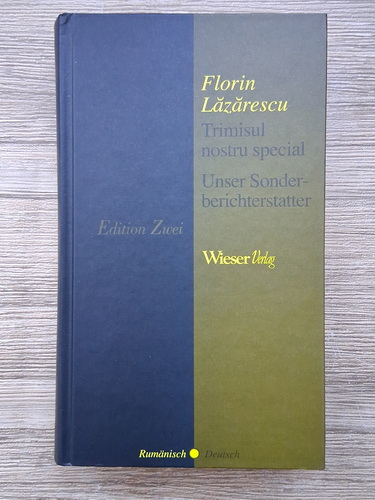 Florin
Lăzărescu
Trimisul
nostru special
Unser Sonder-
berichterstatter
Edition Zwei
Wieser Verlag
Rumänisch Deutsch